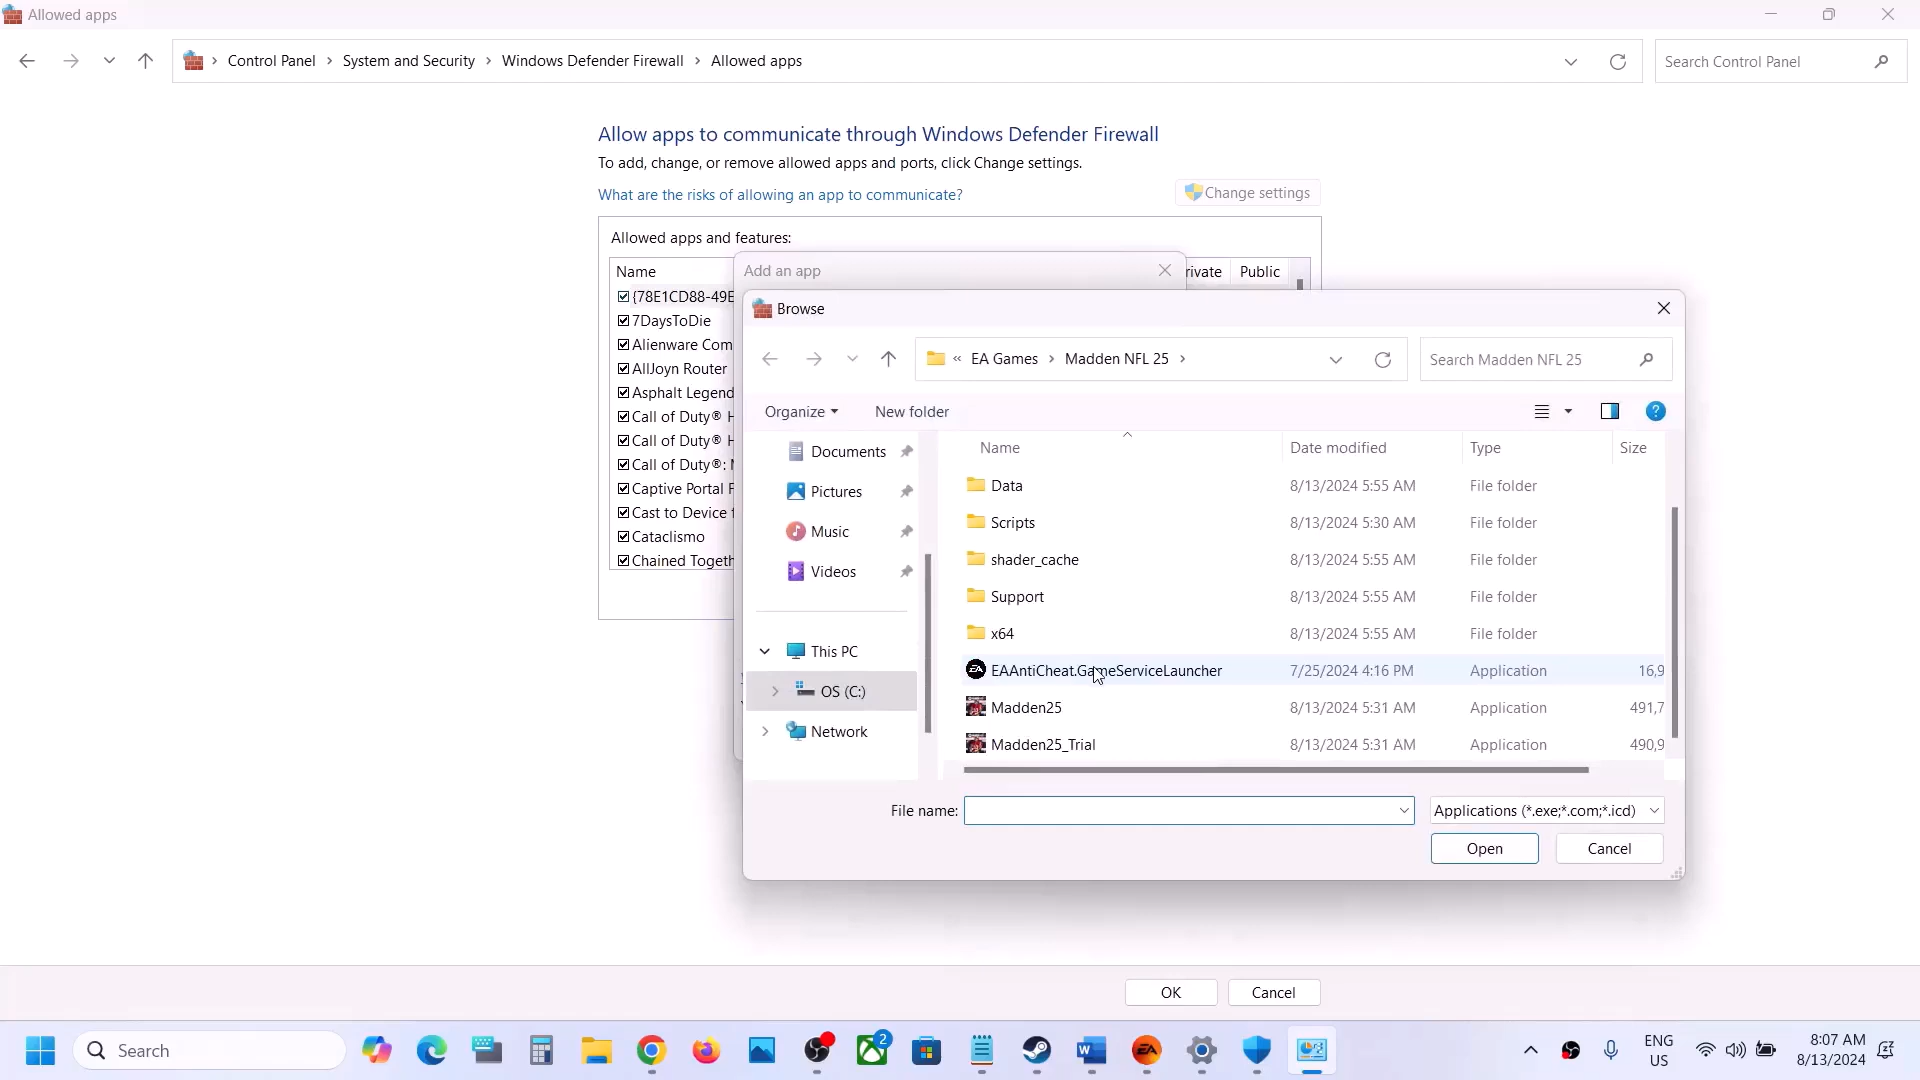 Allowed apps
Control Panel > System and Security > Windows Defender Firewall > Allowed apps
Search Control Panel
Allow apps to communicate through Windows Defender Firewall
To add, change, or remove allowed apps and ports, click Change settings.
What are the risks of allowing an app to communicate?
Change settings
Allowed apps and features:
Name
rivate Public
{78E1CD88-49E
7DaysToDie
Alienware Com
AllJoyn Router
Asphalt Legend
Call of Duty® H
Call of Duty® H
Call of Duty®:
Captive Portal F
Cast to Device
Cataclismo
Chained Togeth
Add an app
Browse
« EA Games > Madden NFL 25 >
Search Madden NFL 25
Organize
New folder
Documents
Pictures
Music
Videos
This PC
OS (C:)
Network
Name Date modified Type Size
Data 8/13/2024 5:55 AM File folder
Scripts 8/13/2024 5:30 AM File folder
shader_cache 8/13/2024 5:55 AM File folder
Support 8/13/2024 5:55 AM File folder
x64 8/13/2024 5:55 AM File folder
EAAntiCheat.GameServiceLauncher 7/25/2024 4:16 PM Application 16,9
Madden25 8/13/2024 5:31 AM Application 491,7
Madden25_Trial 8/13/2024 5:31 AM Application 490,9
File name:
Applications (*.exe;*.com;*.icd)
Open Cancel
OK Cancel
Search
2
ENG
US
8:07 AM
8/13/2024